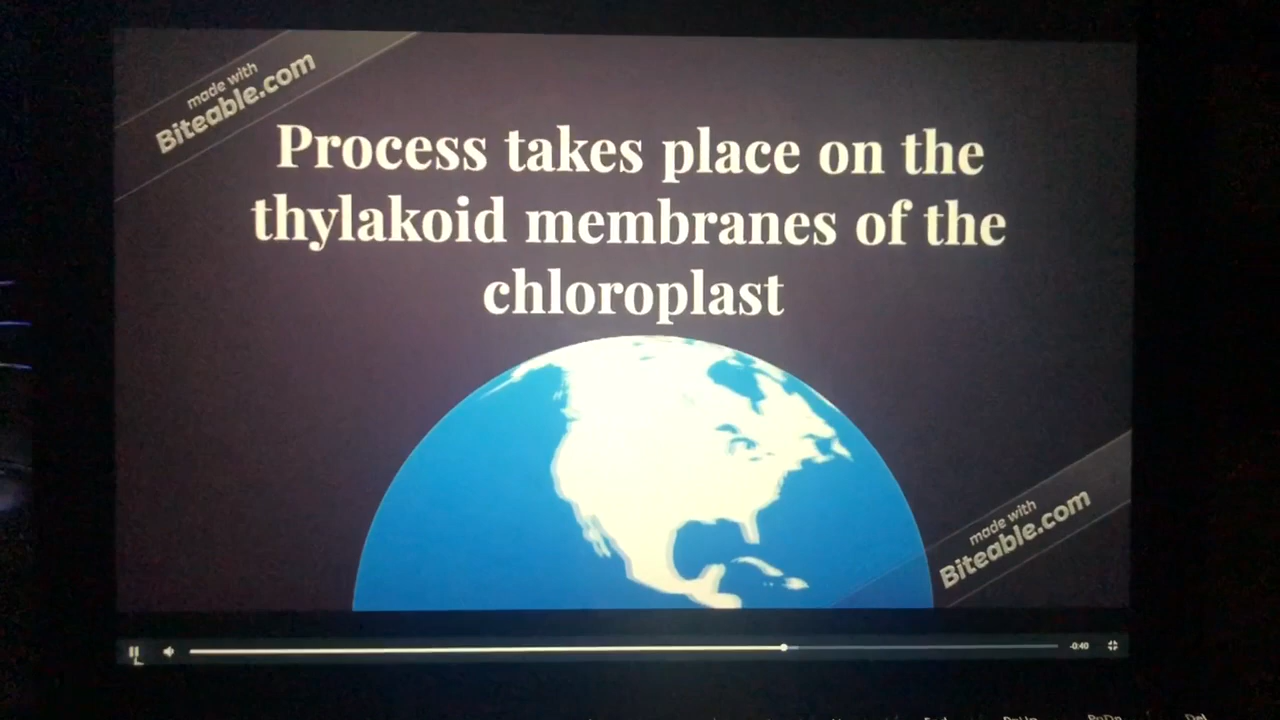 made with
Biteable.com
Process takes place on the
thylakoid membranes of the
chloroplast
made with
Biteable.com
-0:40